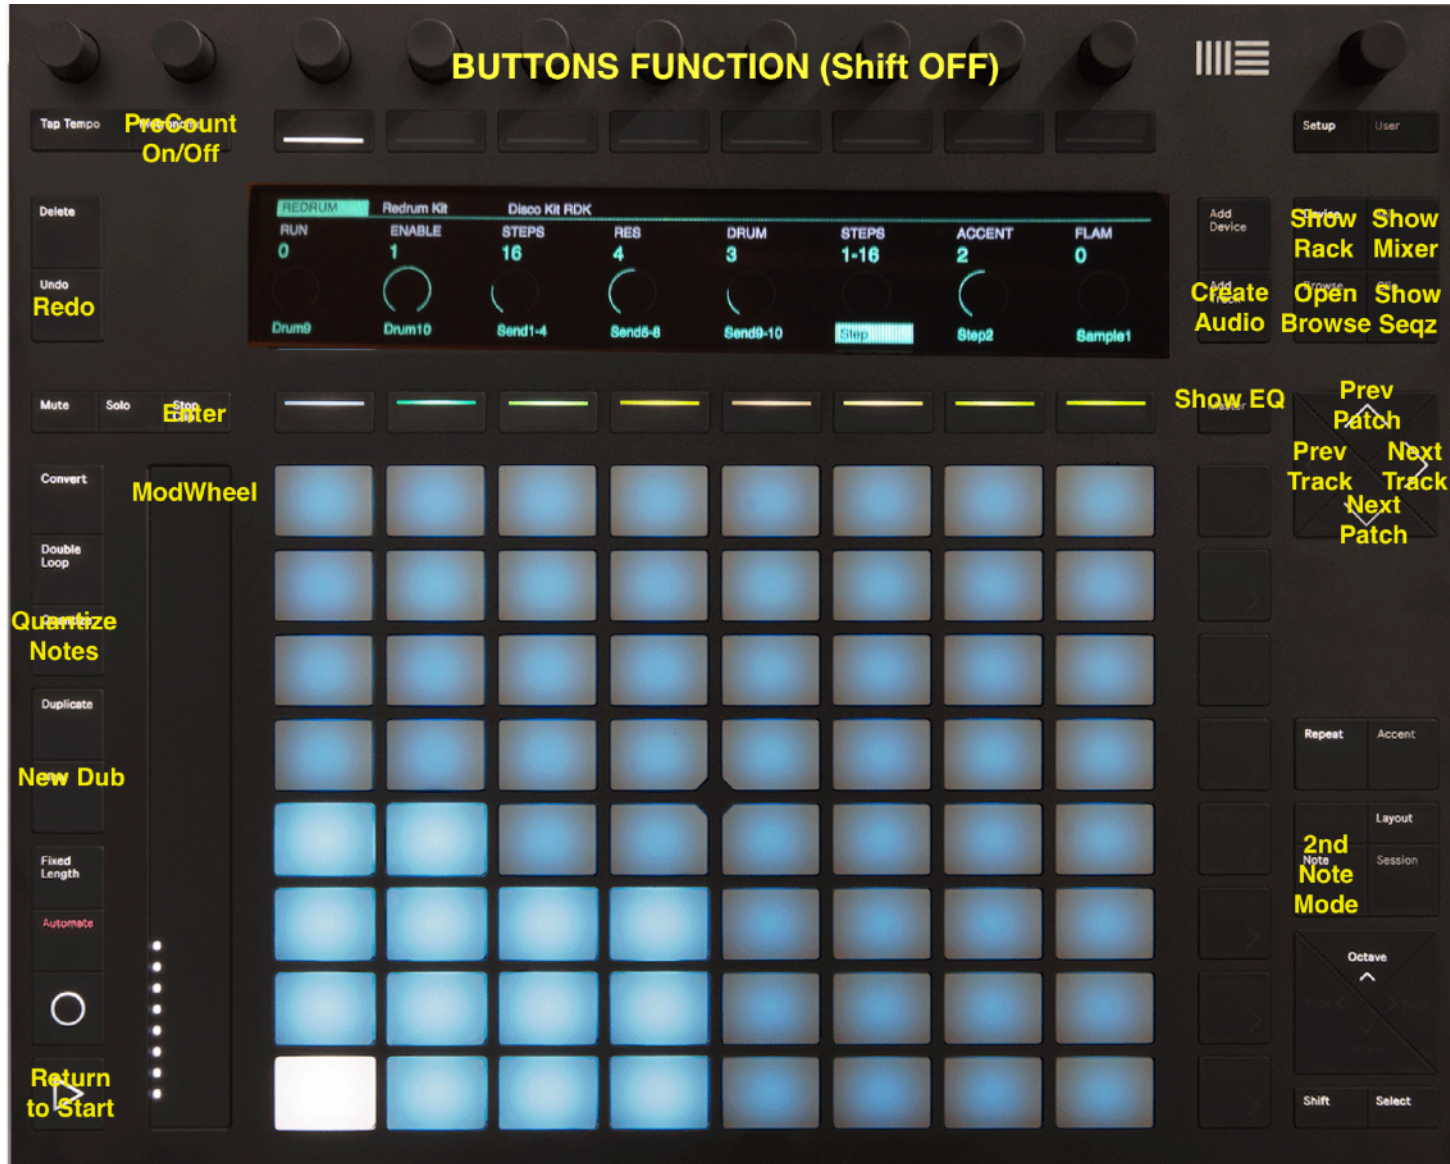 BUTTONS FUNCTION (Shift OFF)
Tap Tempo
PreCount
On/Off
Setup User
Delete
REDRUM Redrum Kit Disco Kit RDK
RUN ENABLE STEPS RES DRUM STEPS ACCENT FLAM
0 1 16 4 3 1-16 2 0
Drum9 Drum10 Send1-4 Send5-8 Send9-10 Step Step2 Sample1
Add
Device
Show
Rack
Show
Mixer
Undo
Redo
Create
Audio
Open
Browse
Show
Seqz
Mute Solo
Enter
Show EQ
Prev
Patch
Prev
Track
Next
Track
Next
Patch
Convert
ModWheel
Double
Loop
Quantize
Notes
Duplicate
New Dub
Repeat Accent
Layout
2nd
Note
Mode
Note
Session
Fixed
Length
Automate
Octave
Return
to Start
Shift Select